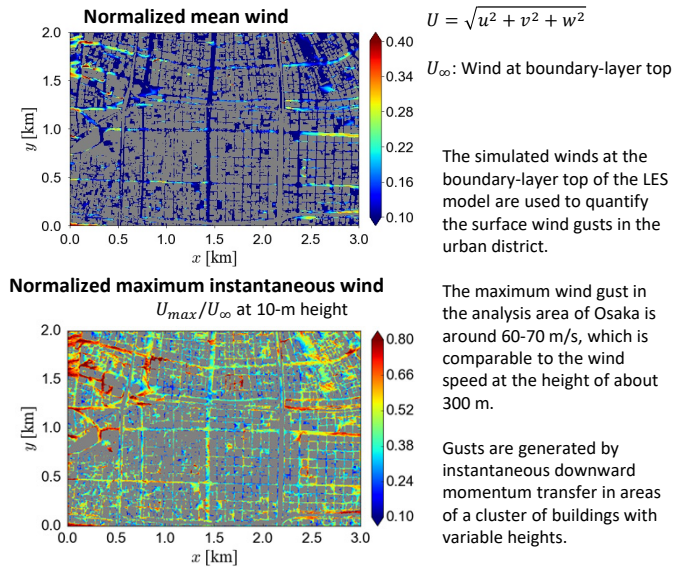 Normalized mean wind
2.0
1.5
1.0
0.5
0.0
y [km]
0.0 0.5 1.0 1.5 2.0 2.5 3.0
x [km]
0.40
0.34
0.28
0.22
0.16
0.10
Normalized maximum instantaneous wind
U_max/U_∞ at 10-m height
2.0
1.5
1.0
0.5
0.0
y [km]
0.0 0.5 1.0 1.5 2.0 2.5 3.0
x [km]
0.80
0.66
0.52
0.38
0.24
0.10
U = √(u² + v² + w²)
U_∞: Wind at boundary-layer top
The simulated winds at the
boundary-layer top of the LES
model are used to quantify
the surface wind gusts in the
urban district.
The maximum wind gust in
the analysis area of Osaka is
around 60-70 m/s, which is
comparable to the wind
speed at the height of about
300 m.
Gusts are generated by
instantaneous downward
momentum transfer in areas
of a cluster of buildings with
variable heights.